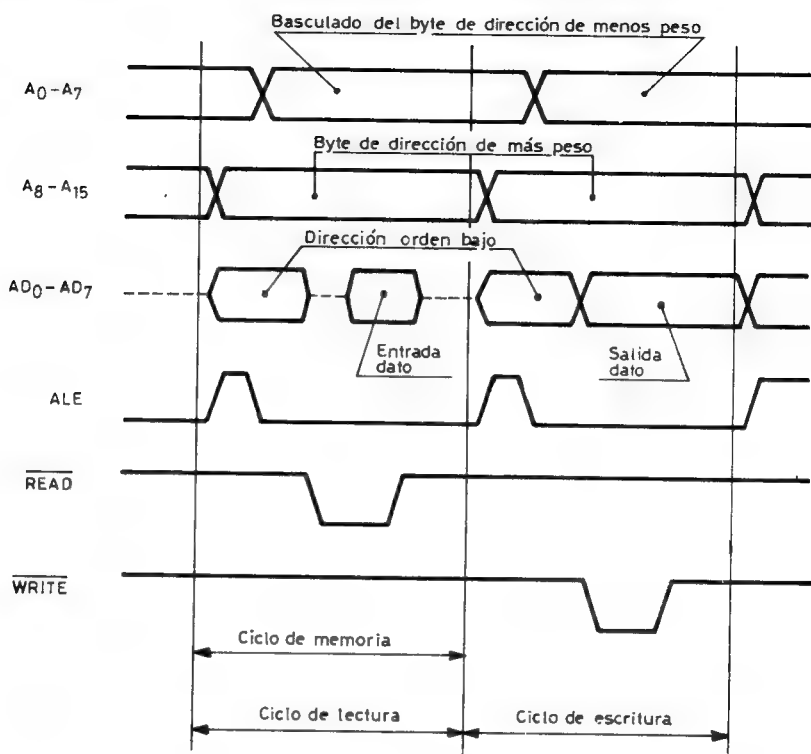 Basculado del byte de dirección de menos peso
A0-A7
Byte de dirección de más peso
A8-A15
Dirección orden bajo
AD0-AD7
Entrada
dato
Salida
dato
ALE
READ
WRITE
Ciclo de memoria
Ciclo de lectura
Ciclo de escritura